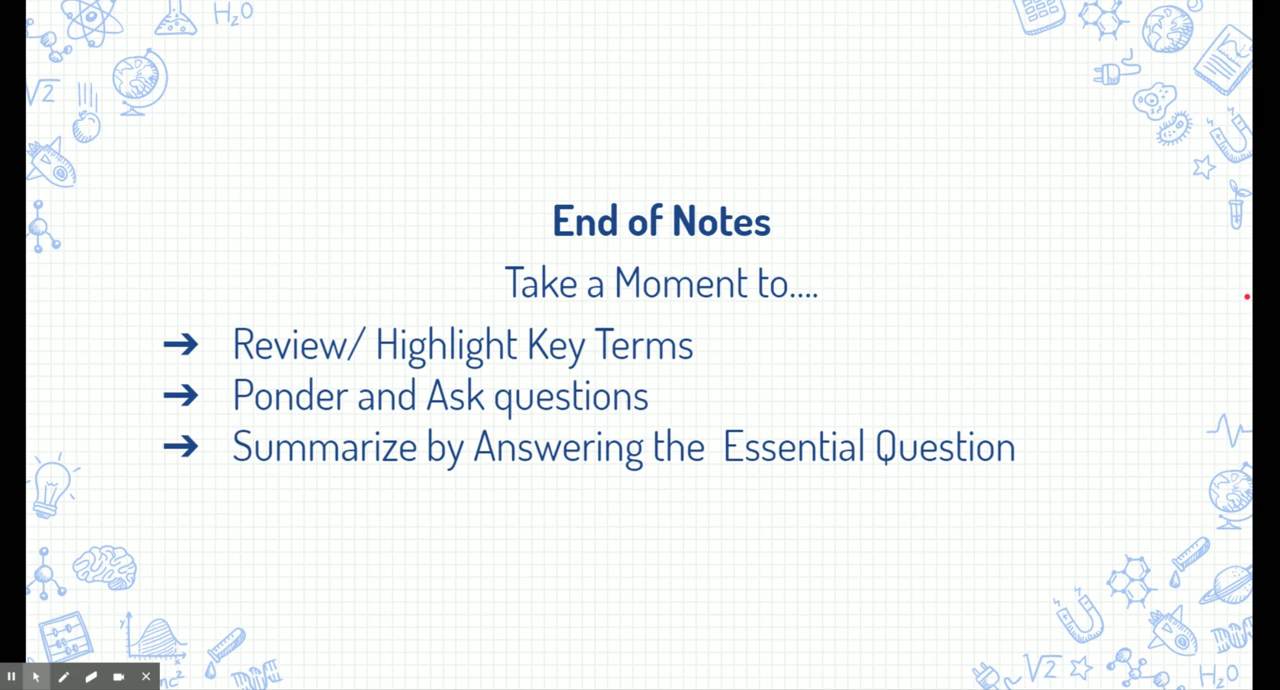 H₂O
√2
End of Notes
Take a Moment to....
➔ Review/ Highlight Key Terms
➔ Ponder and Ask questions
➔ Summarize by Answering the Essential Question
y
x
mc²
√2
H₂O